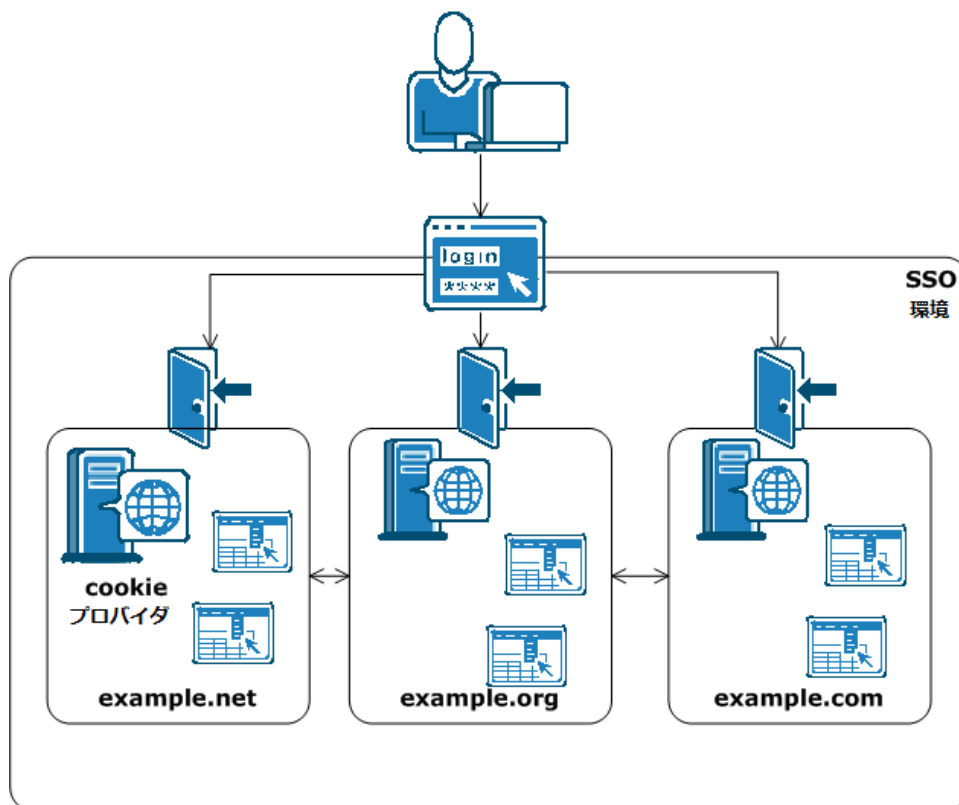 login
****
SSO
環境
cookie
プロバイダ
example.net
example.org
example.com